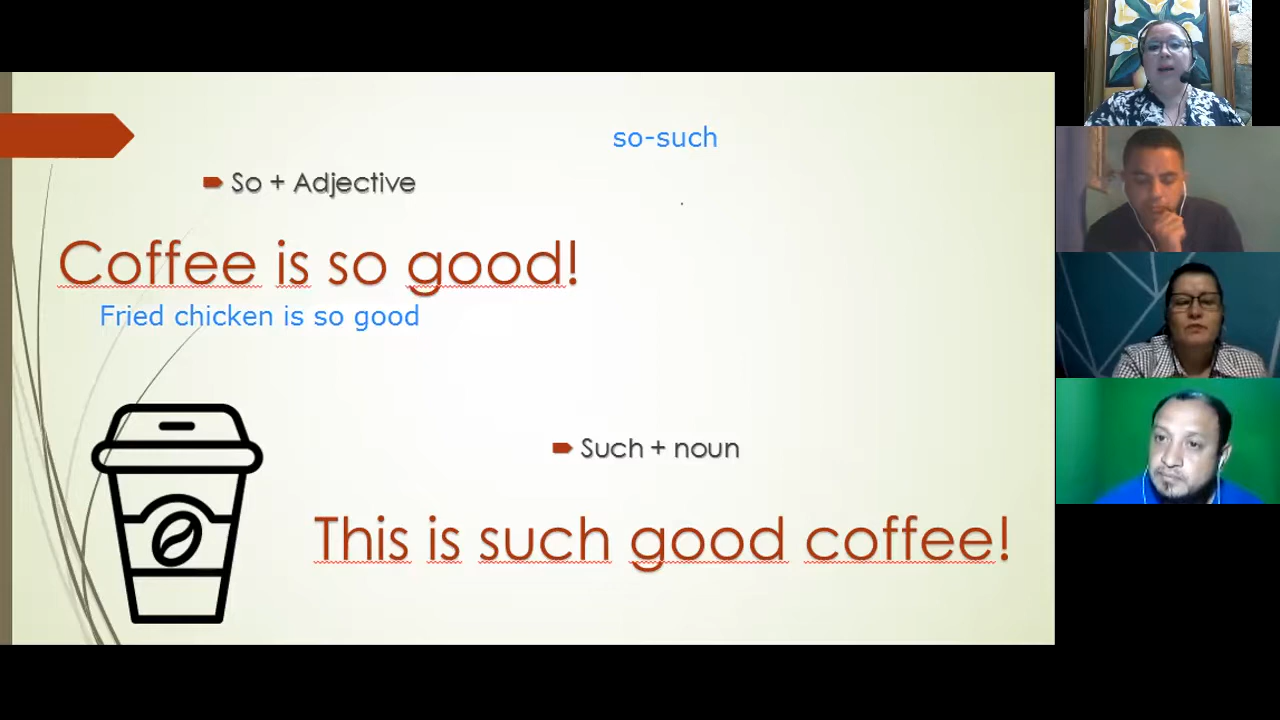 so-such
So + Adjective
Coffee is so good!
Fried chicken is so good
Such + noun
This is such good coffee!